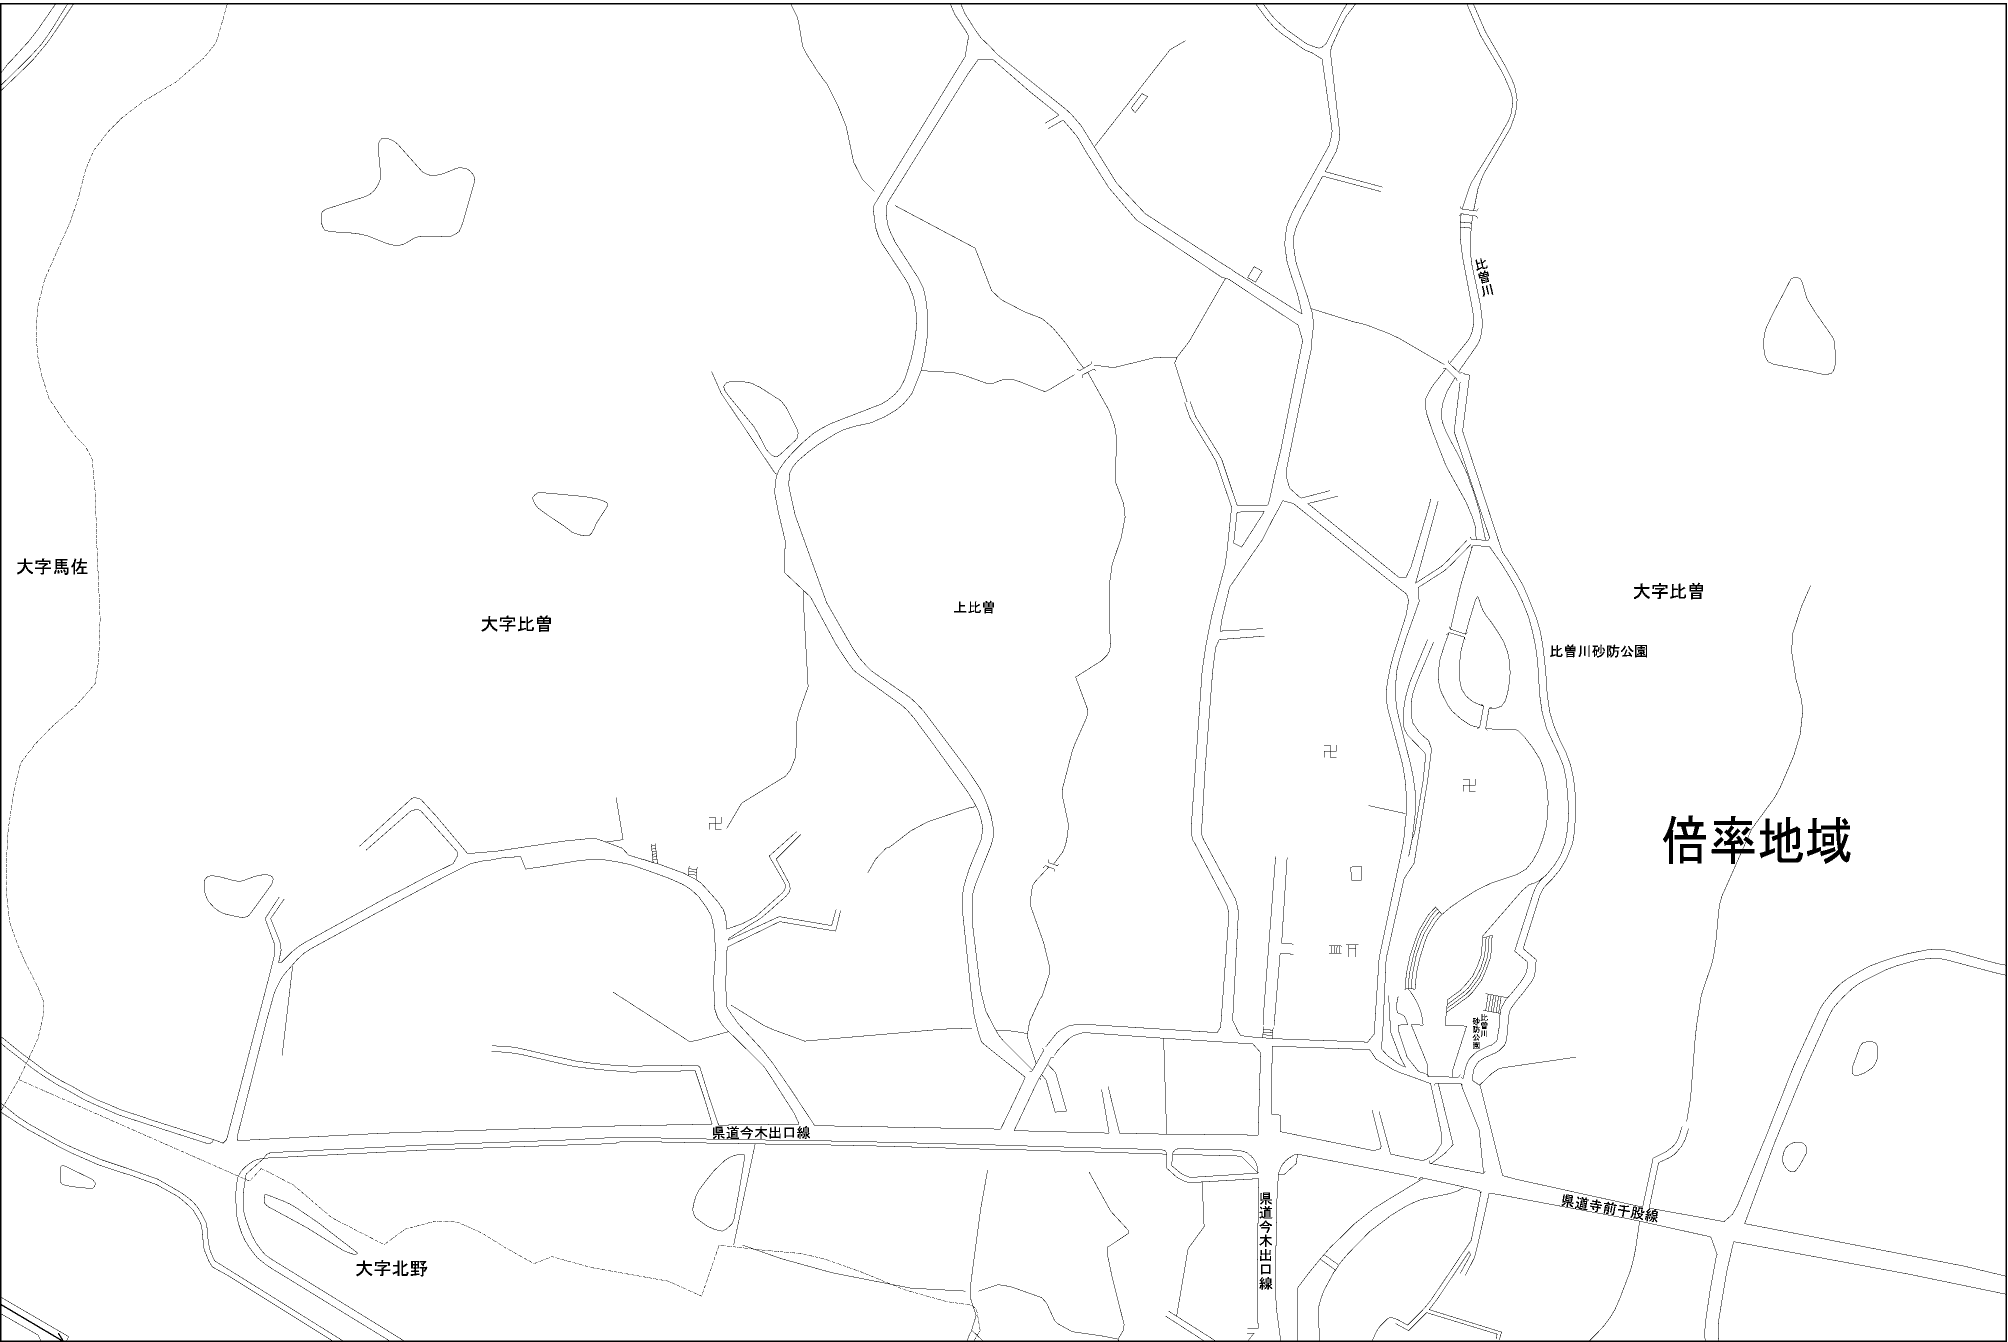 比曽川
大字馬佐
大字比曽
上比曽
大字比曽
比曽川砂防公園
倍率地域
比曽川
砂防公園
県道今木出口線
県道今木出口線
県道寺前千股線
大字北野